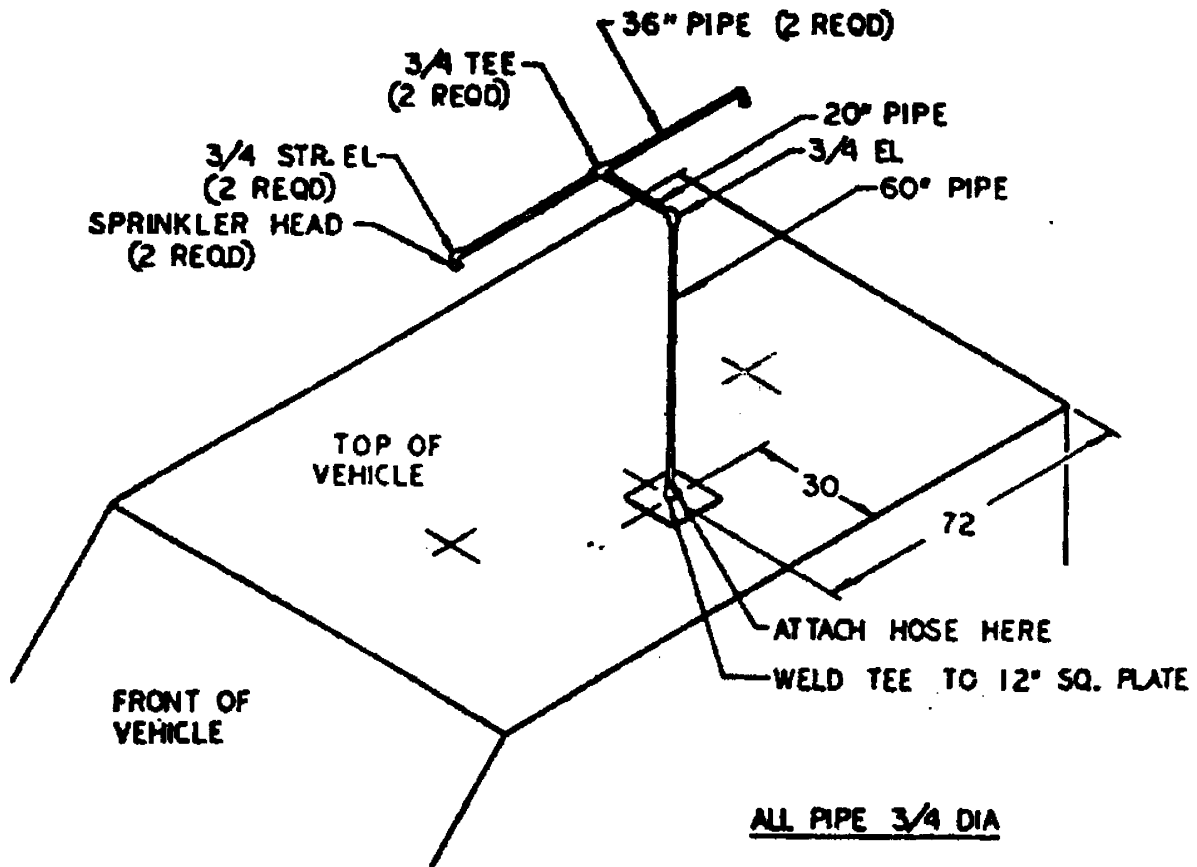 36" PIPE (2 REQD)
3/4 TEE
(2 REQD)
20" PIPE
3/4 EL
3/4 STR. EL
(2 REQD)
60" PIPE
SPRINKLER HEAD
(2 REQD)
TOP OF
VEHICLE
30
72
ATTACH HOSE HERE
WELD TEE TO 12" SQ. PLATE
FRONT OF
VEHICLE
ALL PIPE 3/4 DIA